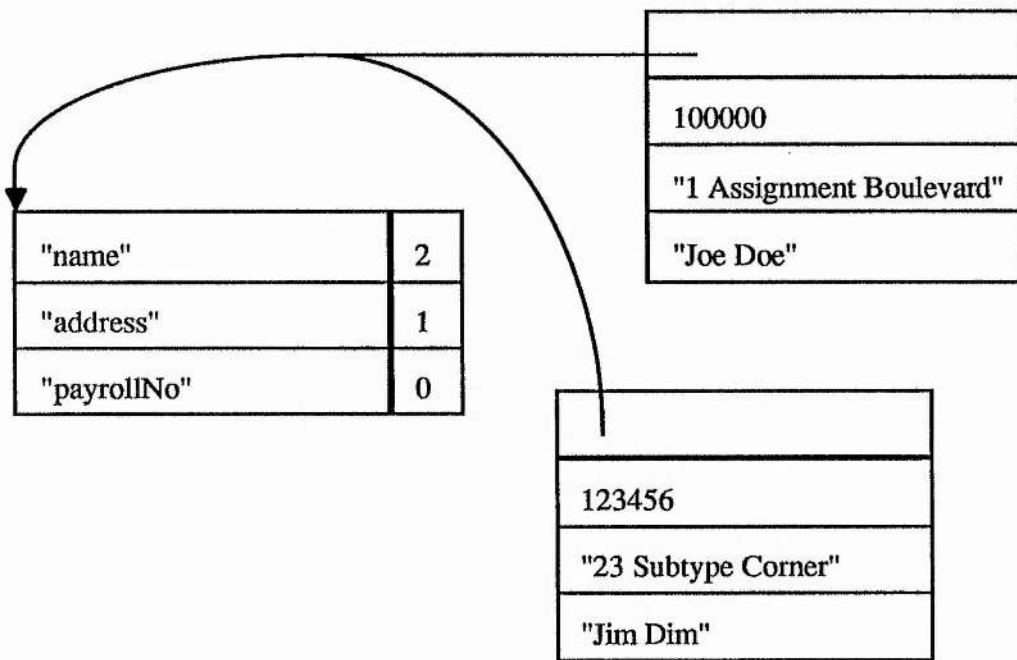 100000
"1 Assignment Boulevard"
"Joe Doe"
"name" 2
"address" 1
"payrollNo" 0
123456
"23 Subtype Corner"
"Jim Dim"